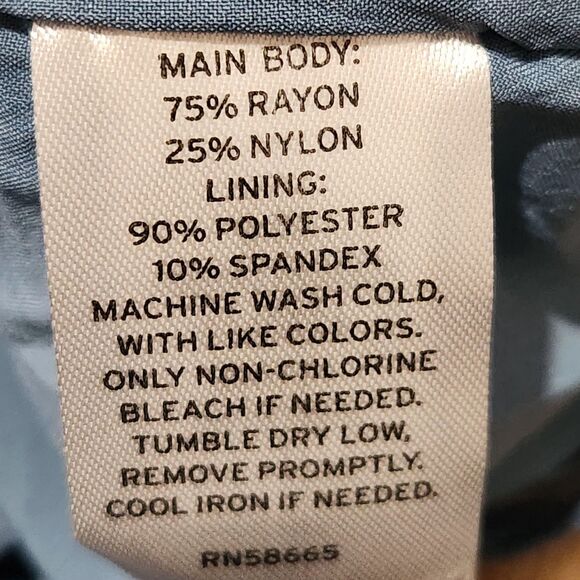 MAIN BODY:
75% RAYON
25% NYLON
LINING:
90% POLYESTER
10% SPANDEX
MACHINE WASH COLD,
WITH LIKE COLORS.
ONLY NON-CHLORINE
BLEACH IF NEEDED.
TUMBLE DRY LOW,
REMOVE PROMPTLY.
COOL IRON IF NEEDED.
RN58665